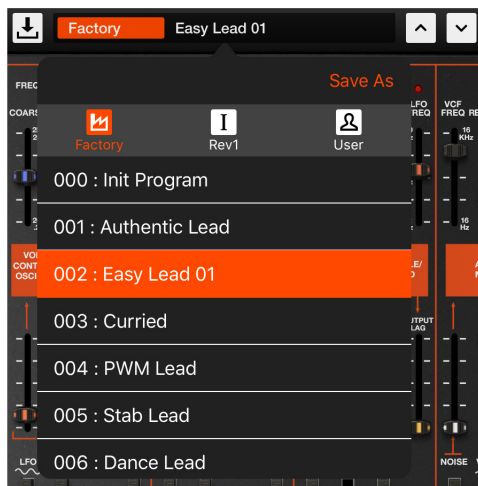 Factory Easy Lead 01
Save As
LFO
FREQ
VCF
FREQ
16
KHz
Factory Rev1 User
000 : Init Program
16
Hz
001 : Authentic Lead
002 : Easy Lead 01
003 : Curried
004 : PWM Lead
005 : Stab Lead
006 : Dance Lead
LFO
NOISE